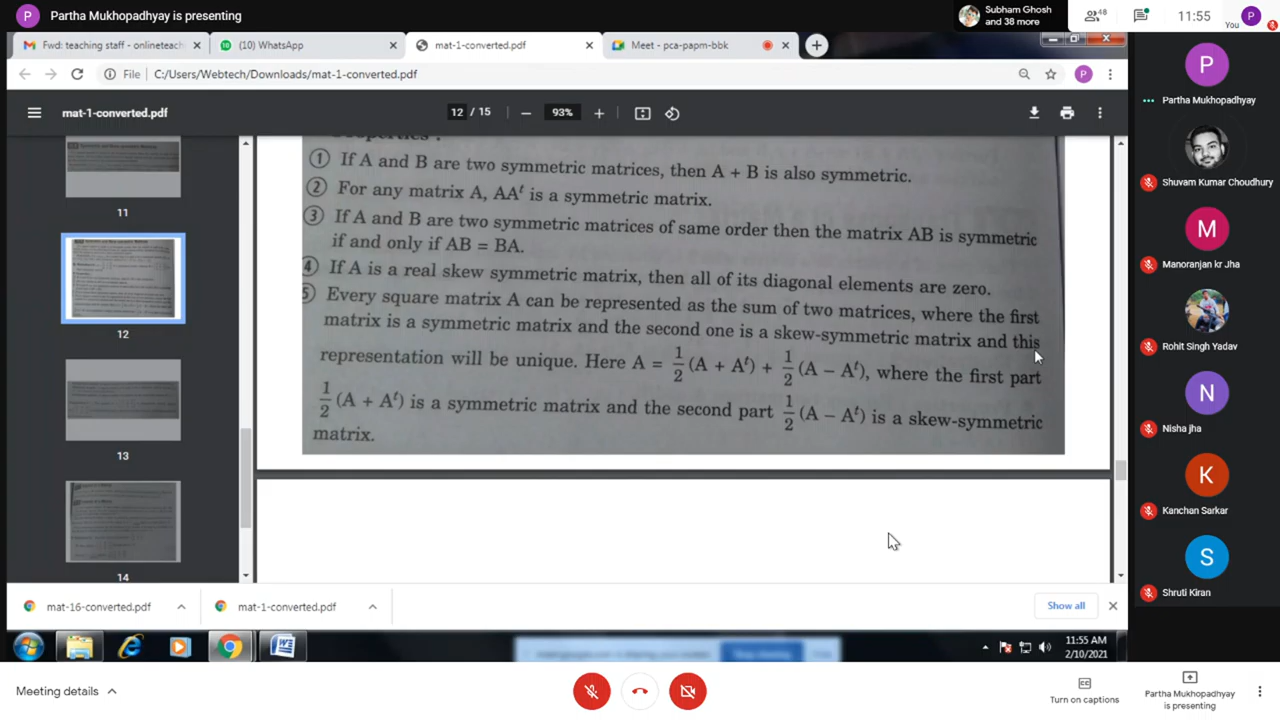 Partha Mukhopadhyay is presenting
Subham Ghosh
and 38 more
48
11:55
You
Fwd: teaching staff - onlineteach
(10) WhatsApp
mat-1-converted.pdf
Meet - pca-papm-bbk
File
C:/Users/Webtech/Downloads/mat-1-converted.pdf
mat-1-converted.pdf
12 / 15
93%
11
12
13
14
Properties :
① If A and B are two symmetric matrices, then A + B is also symmetric.
② For any matrix A, AAᵗ is a symmetric matrix.
③ If A and B are two symmetric matrices of same order then the matrix AB is symmetric
if and only if AB = BA.
④ If A is a real skew symmetric matrix, then all of its diagonal elements are zero.
⑤ Every square matrix A can be represented as the sum of two matrices, where the first
matrix is a symmetric matrix and the second one is a skew-symmetric matrix and this
representation will be unique. Here A = 1/2 (A + Aᵗ) + 1/2 (A − Aᵗ), where the first part
1/2 (A + Aᵗ) is a symmetric matrix and the second part 1/2 (A − Aᵗ) is a skew-symmetric
matrix.
mat-16-converted.pdf
mat-1-converted.pdf
Show all
11:55 AM
2/10/2021
P
Partha Mukhopadhyay
Shuvam Kumar Choudhury
M
Manoranjan kr Jha
Rohit Singh Yadav
N
Nisha jha
K
Kanchan Sarkar
S
Shruti Kiran
Meeting details
Turn on captions
Partha Mukhopadhyay
is presenting